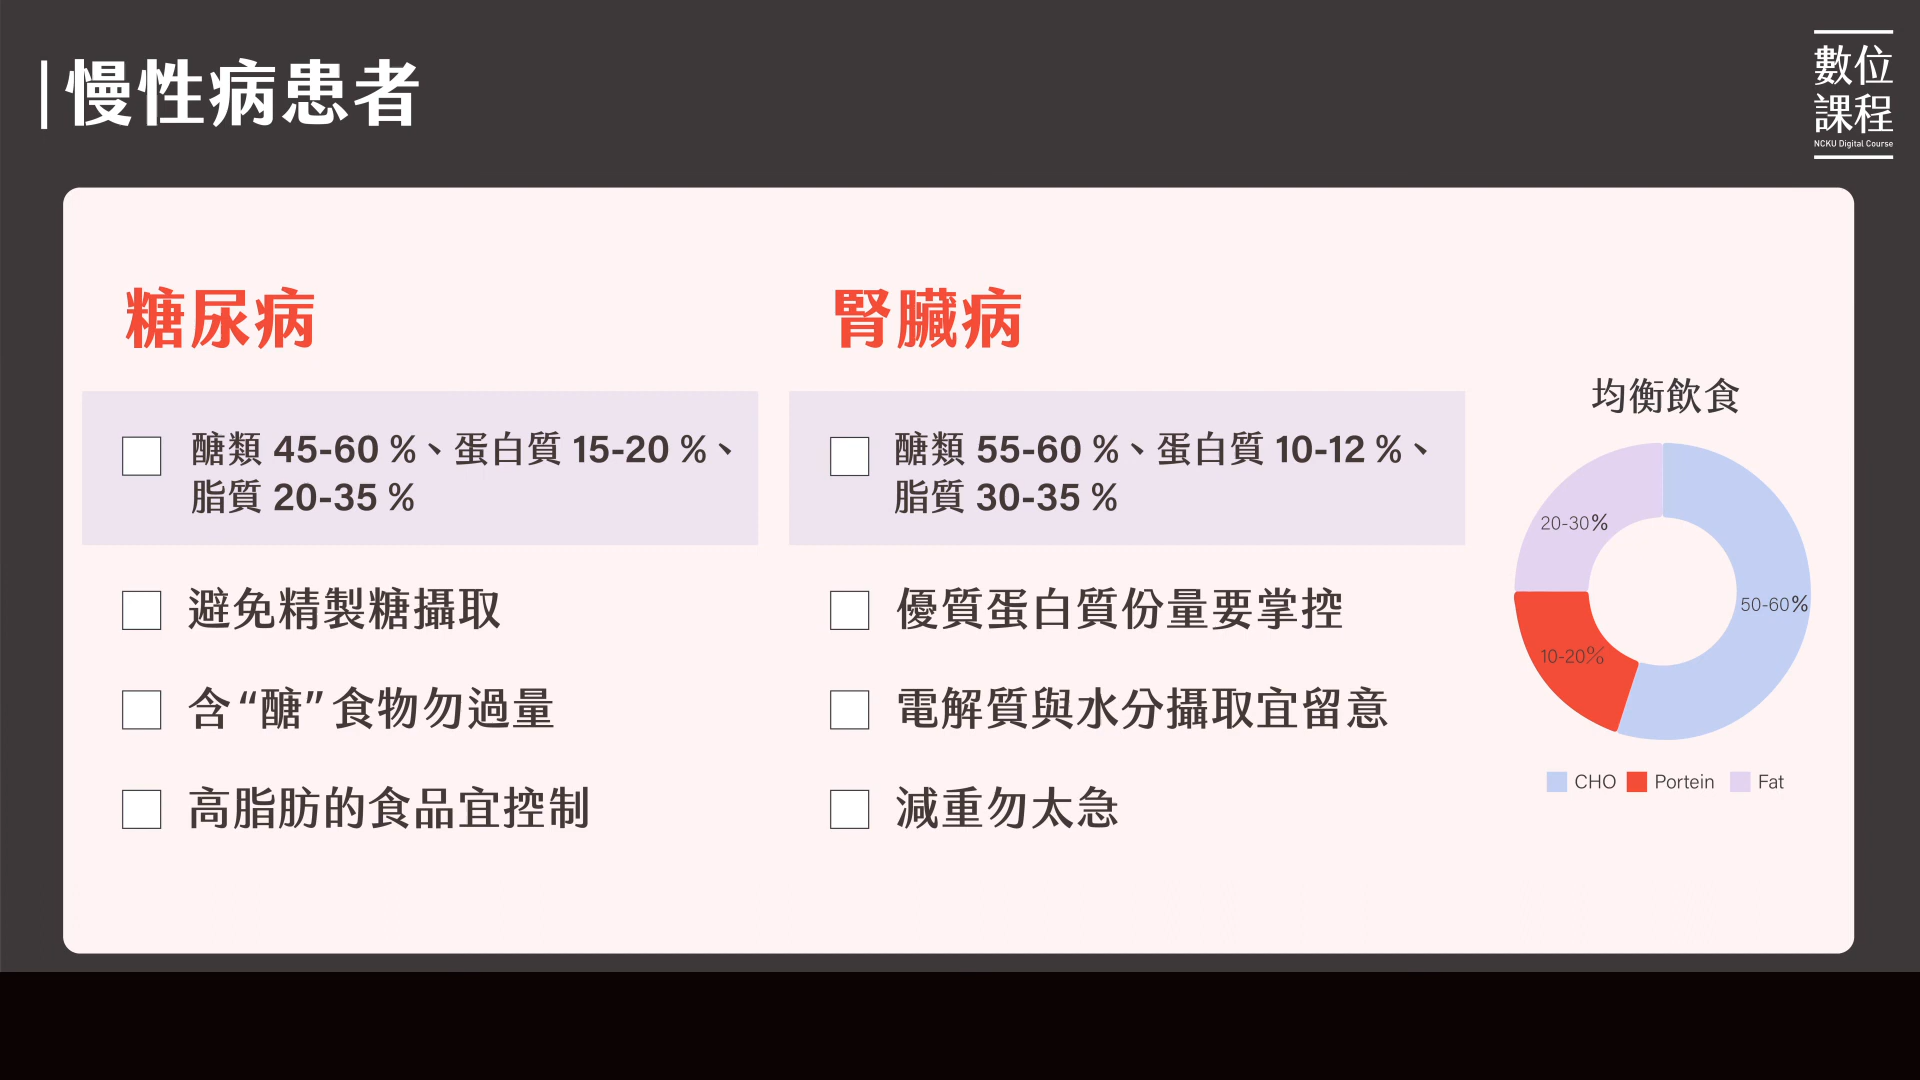 慢性病患者
數位
課程
NCKU Digital Course
糖尿病
醣類 45-60 %、蛋白質 15-20 %、
脂質 20-35 %
避免精製糖攝取
含“醣”食物勿過量
高脂肪的食品宜控制
腎臟病
醣類 55-60 %、蛋白質 10-12 %、
脂質 30-35 %
優質蛋白質份量要掌控
電解質與水分攝取宜留意
減重勿太急
均衡飲食
20-30%
50-60%
10-20%
CHO Portein Fat